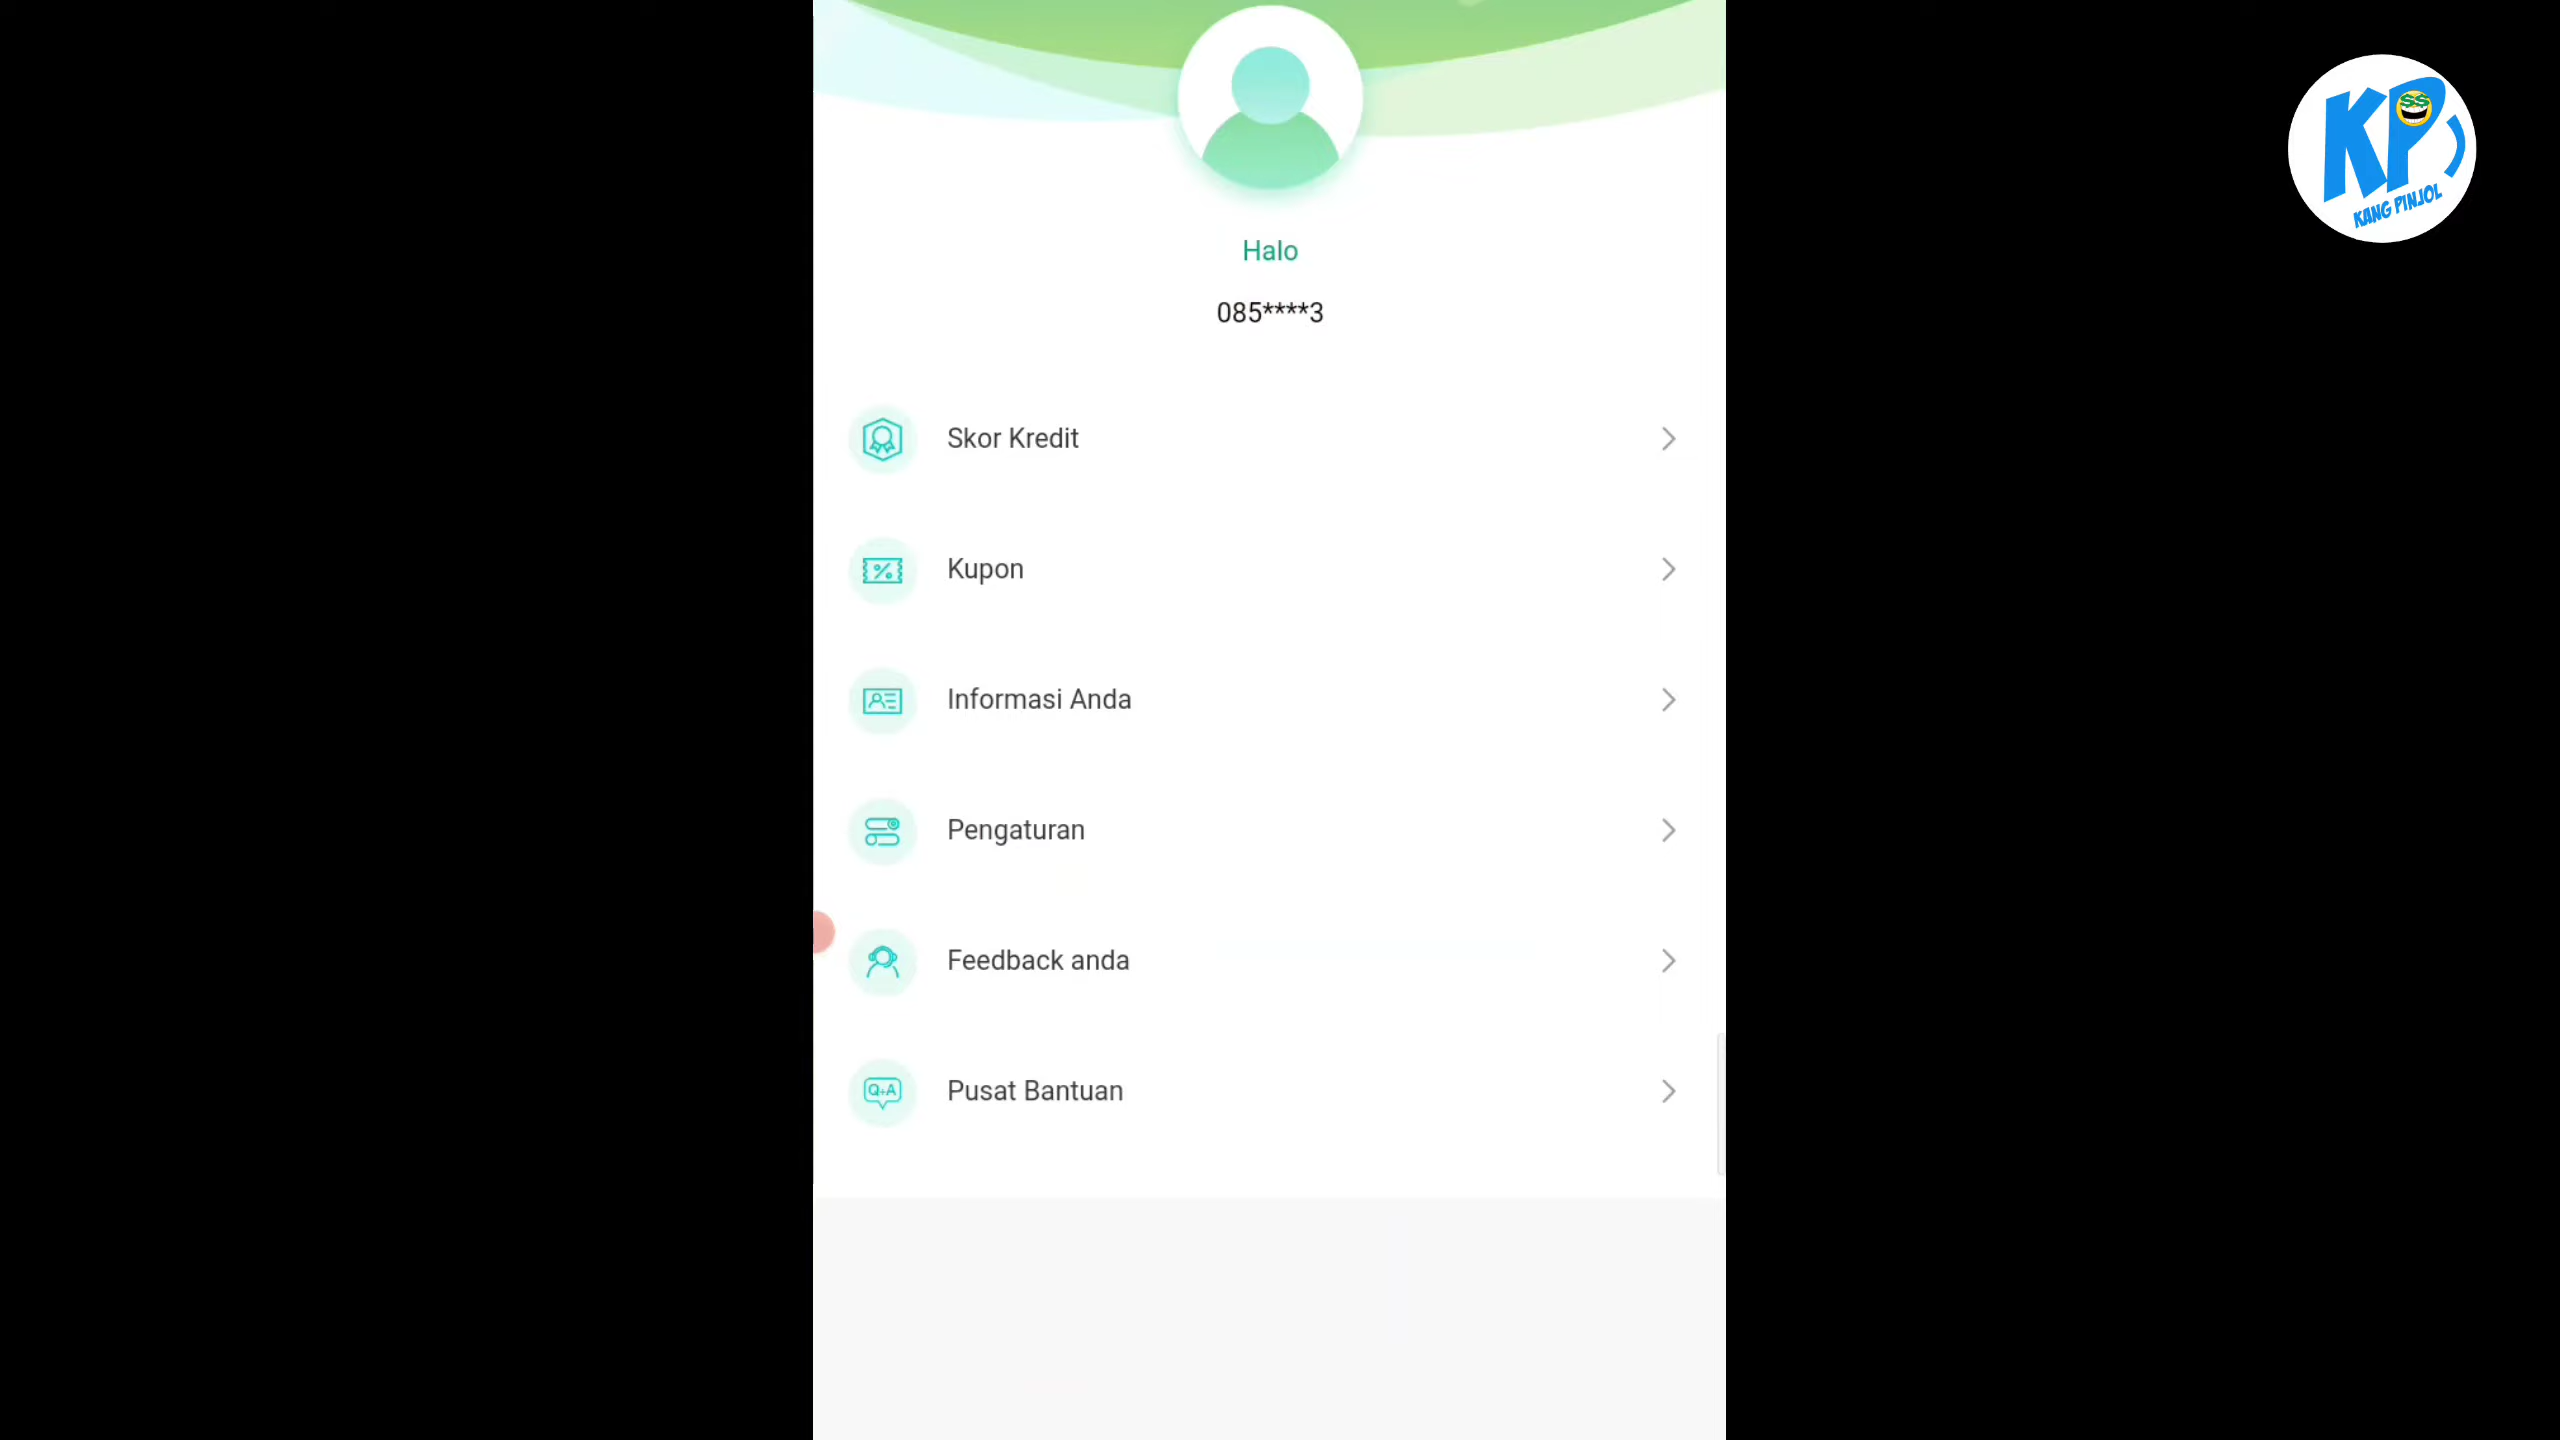 KP
$$
KANG PINJOL
Halo
085****3
Skor Kredit
%
Kupon
Informasi Anda
Pengaturan
Feedback anda
Q+A
Pusat Bantuan